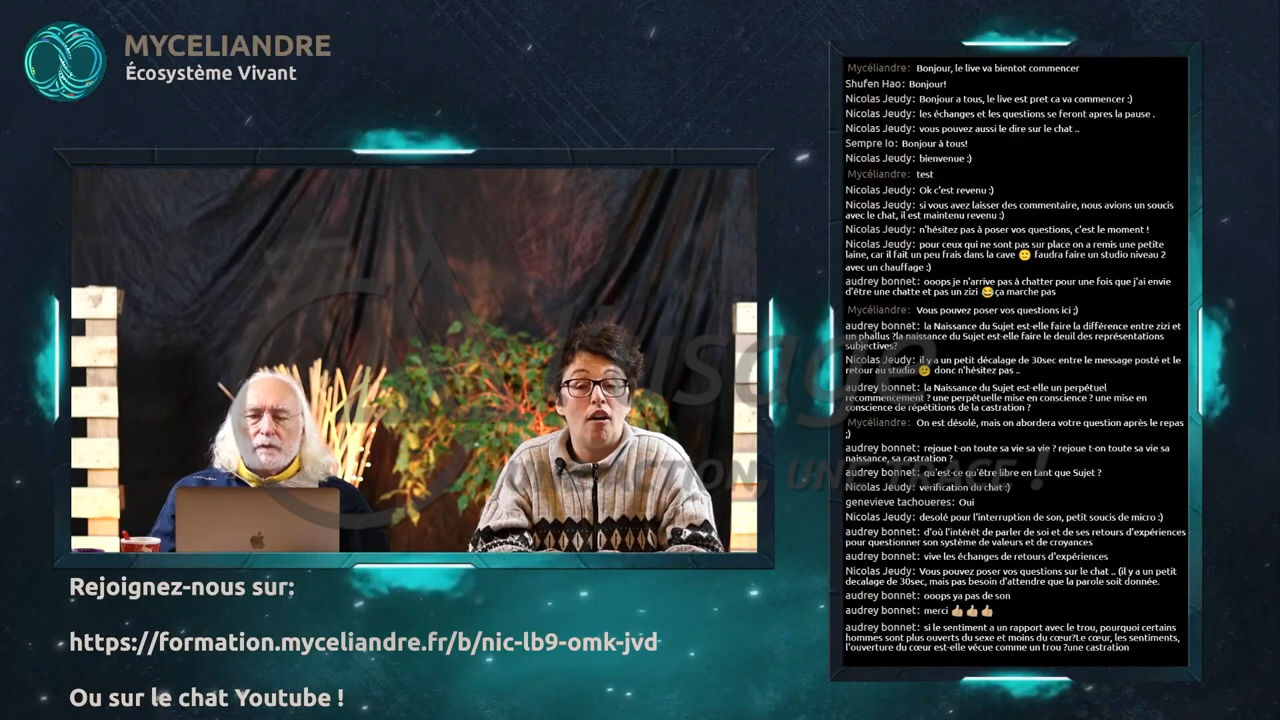 MYCELIANDRE
Écosystème Vivant
Mycéliandre: Bonjour, le live va bientot commencer
Shufen Hao: Bonjour!
Nicolas Jeudy: Bonjour a tous, le live est pret ca va commencer :)
Nicolas Jeudy: les échanges et les questions se feront apres la pause .
Nicolas Jeudy: vous pouvez aussi le dire sur le chat ..
Sempre Io: Bonjour à tous!
Nicolas Jeudy: bienvenue :)
Mycéliandre: test
Nicolas Jeudy: Ok c'est revenu :)
Nicolas Jeudy: si vous avez laisser des commentaire, nous avions un soucis
avec le chat, il est maintenu revenu :)
Nicolas Jeudy: n'hésitez pas à poser vos questions, c'est le moment !
Nicolas Jeudy: pour ceux qui ne sont pas sur place on a remis une petite
laine, car il fait un peu frais dans la cave 🙂 faudra faire un studio niveau 2
avec un chauffage :)
audrey bonnet: ooops je n'arrive pas à chatter pour une fois que j'ai envie
d'être une chatte et pas un zizi 😂 ça marche pas
Mycéliandre: Vous pouvez poser vos questions ici ;)
audrey bonnet: la Naissance du Sujet est-elle faire la différence entre zizi et
un phallus ?la naissance du Sujet est-elle faire le deuil des représentations
subjectives?
Nicolas Jeudy: il y a un petit décalage de 30sec entre le message posté et le
retour au studio donc n'hésitez pas ..
audrey bonnet: la Naissance du Sujet est-elle un perpétuel
recommencement ? une perpétuelle mise en conscience ? une mise en
conscience de répétitions de la castration ?
Mycéliandre: On est désolé, mais on abordera votre question après le repas
;)
audrey bonnet: rejoue t-on toute sa vie sa vie ? rejoue t-on toute sa vie sa
naissance, sa castration ?
audrey bonnet: qu'est-ce qu'être libre en tant que Sujet ?
Nicolas Jeudy: verification du chat :)
genevieve tachoueres: Oui
Nicolas Jeudy: desolé pour l'interruption de son, petit soucis de micro :)
audrey bonnet: d'où l'intérêt de parler de soi et de ses retours d'expériences
pour questionner son système de valeurs et de croyances
audrey bonnet: vive les échanges de retours d'expériences
Nicolas Jeudy: Vous pouvez poser vos questions sur le chat .. (il y a un petit
decalage de 30sec, mais pas besoin d'attendre que la parole soit donnée.
audrey bonnet: ooops ya pas de son
audrey bonnet: merci 👍🏼👍🏼👍🏼
audrey bonnet: si le sentiment a un rapport avec le trou, pourquoi certains
hommes sont plus ouverts du sexe et moins du cœur?Le cœur, les sentiments,
l'ouverture du cœur est-elle vécue comme un trou ?une castration
Rejoignez-nous sur:
https://formation.myceliandre.fr/b/nic-lb9-omk-jvd
Ou sur le chat Youtube !